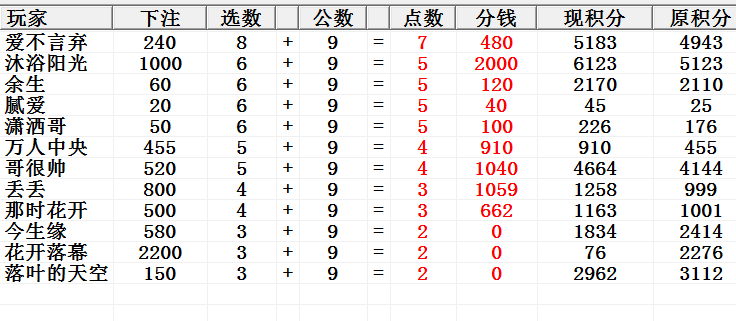 玩家 下注 选数 公数 点数 分钱 现积分 原积分
爱不言弃 240 8 + 9 = 7 480 5183 4943
沐浴阳光 1000 6 + 9 = 5 2000 6123 5123
余生 60 6 + 9 = 5 120 2170 2110
腻爱 20 6 + 9 = 5 40 45 25
潇洒哥 50 6 + 9 = 5 100 226 176
万人中央 455 5 + 9 = 4 910 910 455
哥很帅 520 5 + 9 = 4 1040 4664 4144
丢丢 800 4 + 9 = 3 1059 1258 999
那时花开 500 4 + 9 = 3 662 1163 1001
今生缘 580 3 + 9 = 2 0 1834 2414
花开落幕 2200 3 + 9 = 2 0 76 2276
落叶的天空 150 3 + 9 = 2 0 2962 3112